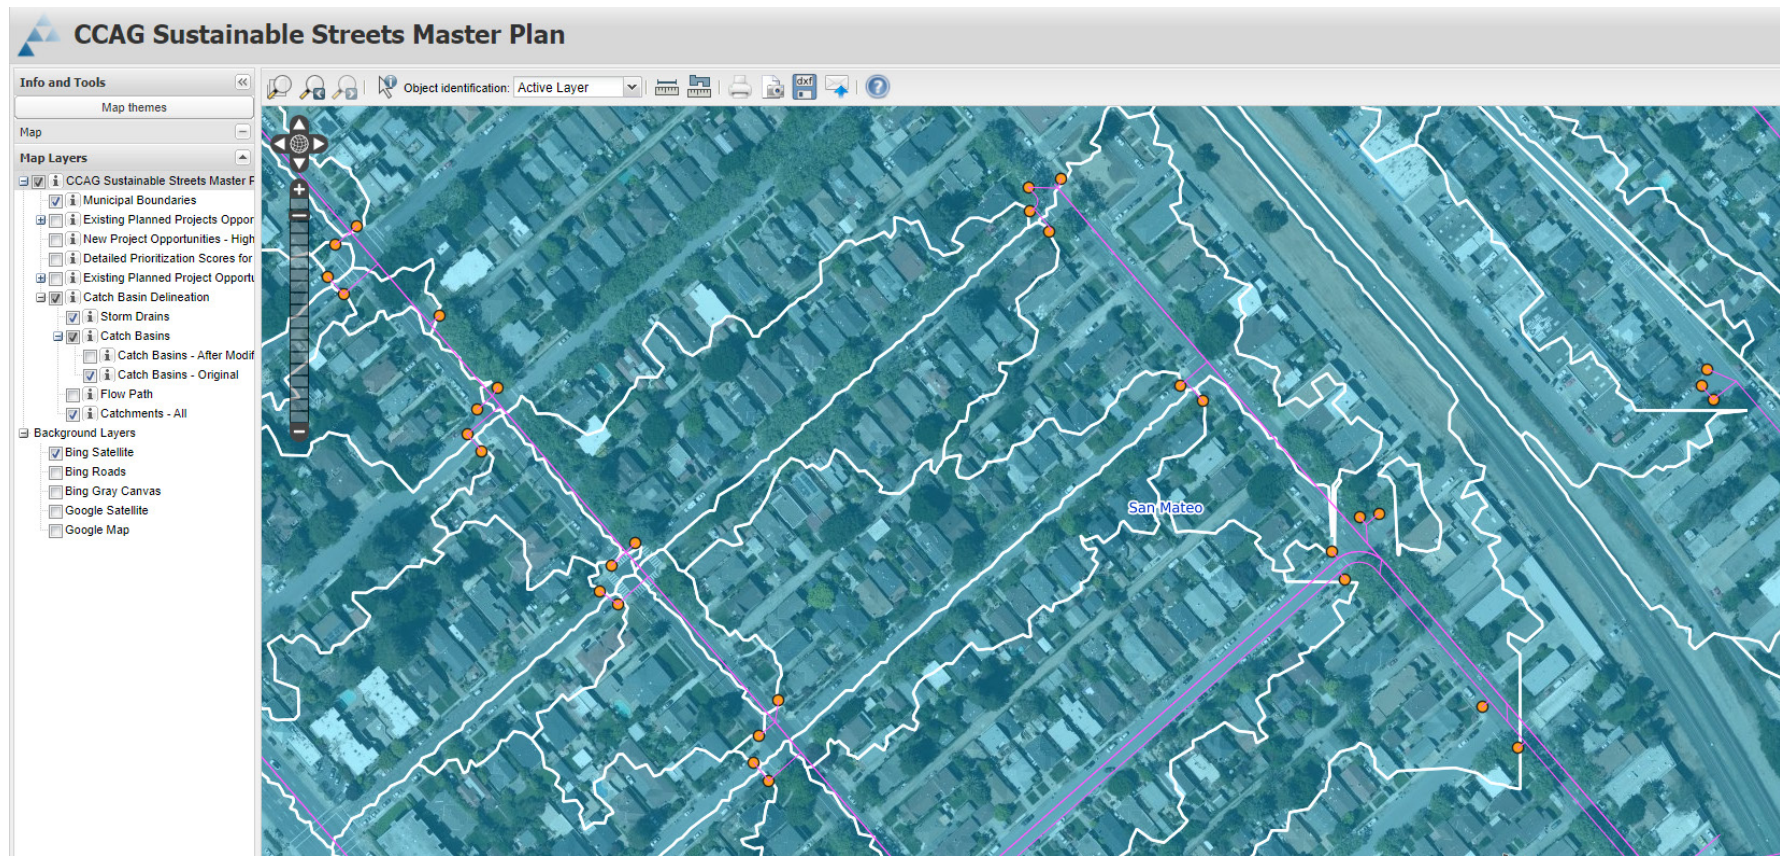 CCAG Sustainable Streets Master Plan
Info and Tools
Map themes
Object identification: Active Layer
dxf
Map
Map Layers
CCAG Sustainable Streets Master P
Municipal Boundaries
Existing Planned Projects Oppor
New Project Opportunities - High
Detailed Prioritization Scores for
Existing Planned Project Opportu
Catch Basin Delineation
Storm Drains
Catch Basins
Catch Basins - After Modif
Catch Basins - Original
Flow Path
Catchments - All
Background Layers
Bing Satellite
Bing Roads
Bing Gray Canvas
Google Satellite
Google Map
San Mateo